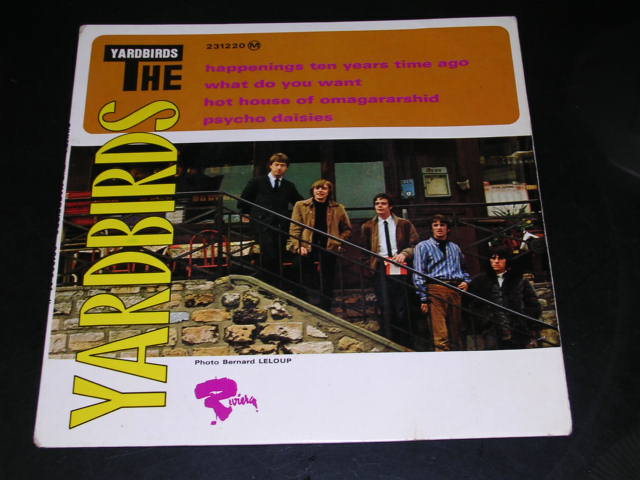 YARDBIRDS
THE
231220 M
happenings ten years time ago
what do you want
hot house of omagararshid
psycho daisies
YARDBIRDS
Photo Bernard LELOUP
Riviera